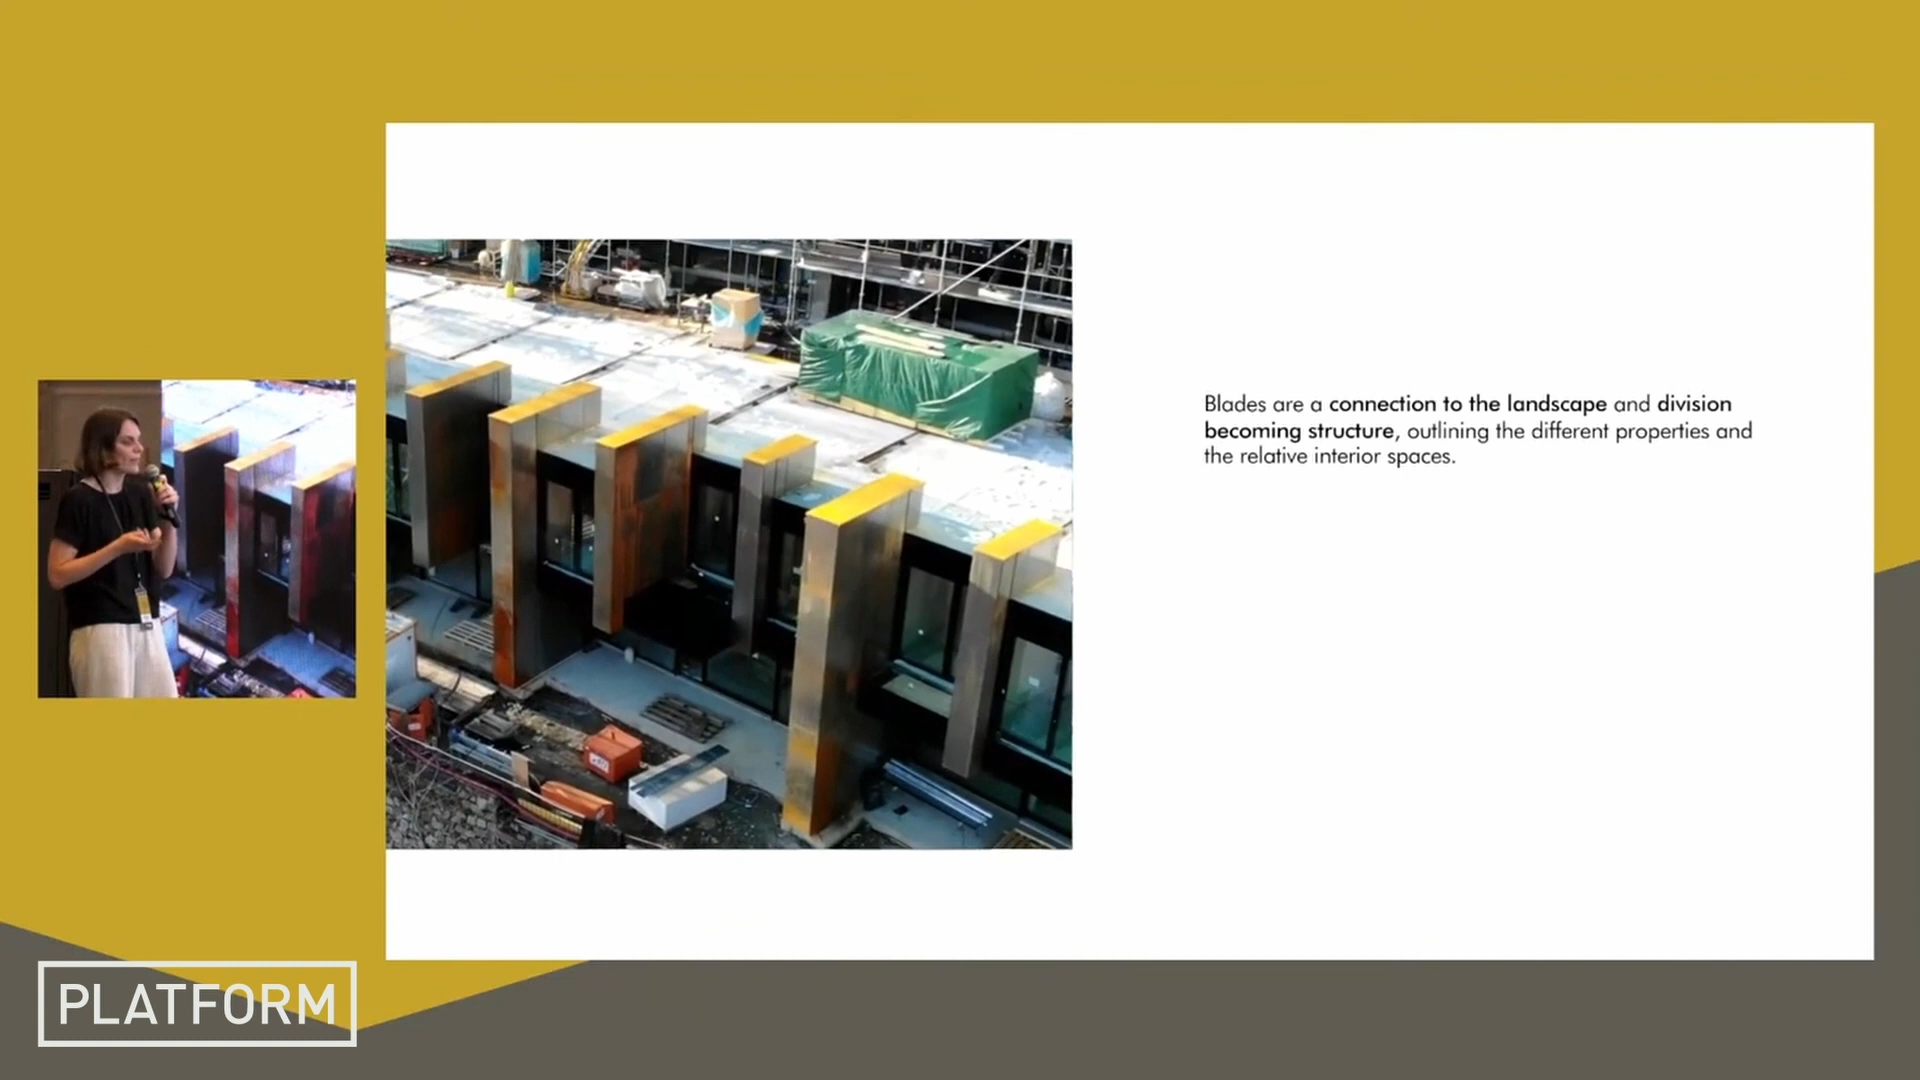 Blades are a connection to the landscape and division
becoming structure, outlining the different properties and
the relative interior spaces.
PLATFORM